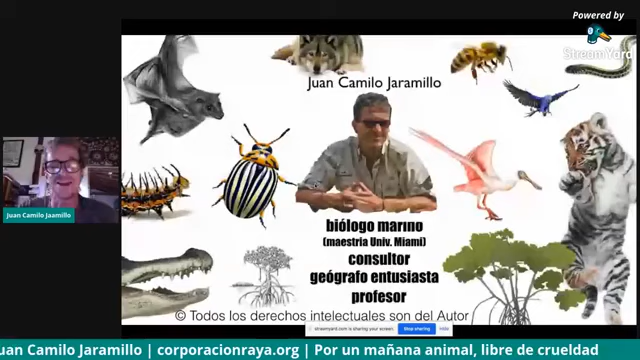 Powered by
StreamYard
Juan Camilo Jaramillo
Juan Camilo Jaamillo
biólogo marino
(maestria Univ. Miami)
consultor
geógrafo entusiasta
profesor
© Todos los derechos intelectuales son del Autor
streamyard.com is sharing your screen.
Stop sharing
Hide
uan Camilo Jaramillo | corporacionraya.org | Por un mañana animal, libre de crueldad